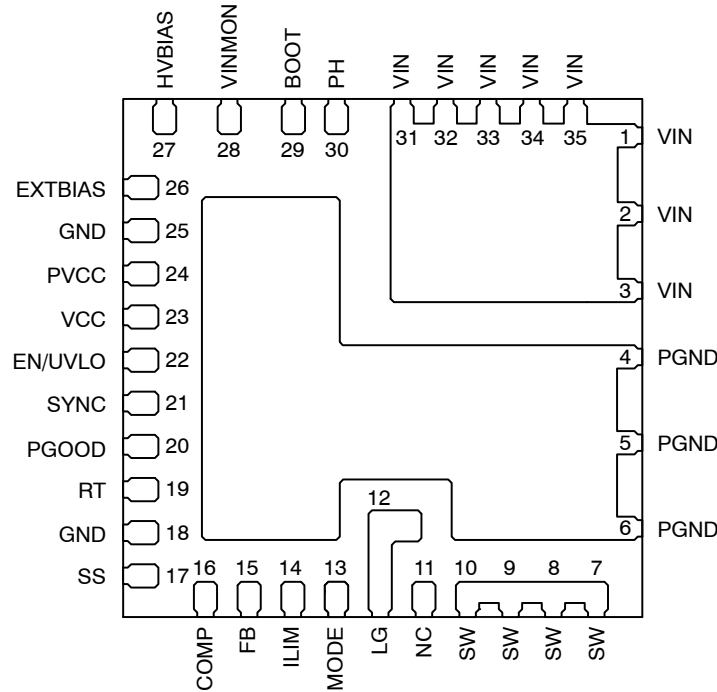 HVBIAS
VINMON
BOOT
PH
VIN
VIN
VIN
VIN
VIN
27
28
29
30
31
32
33
34
35
1 VIN
2 VIN
3 VIN
4 PGND
5 PGND
6 PGND
EXTBIAS 26
GND 25
PVCC 24
VCC 23
EN/UVLO 22
SYNC 21
PGOOD 20
RT 19
GND 18
SS 17
12
16
15
14
13
11
10
9
8
7
COMP
FB
ILIM
MODE
LG
NC
SW
SW
SW
SW